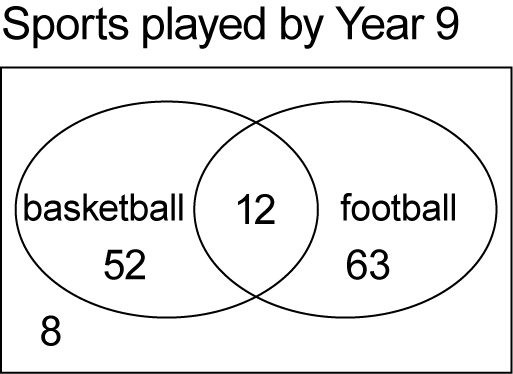 Sports played by Year 9
basketball 12 football
52 63
8